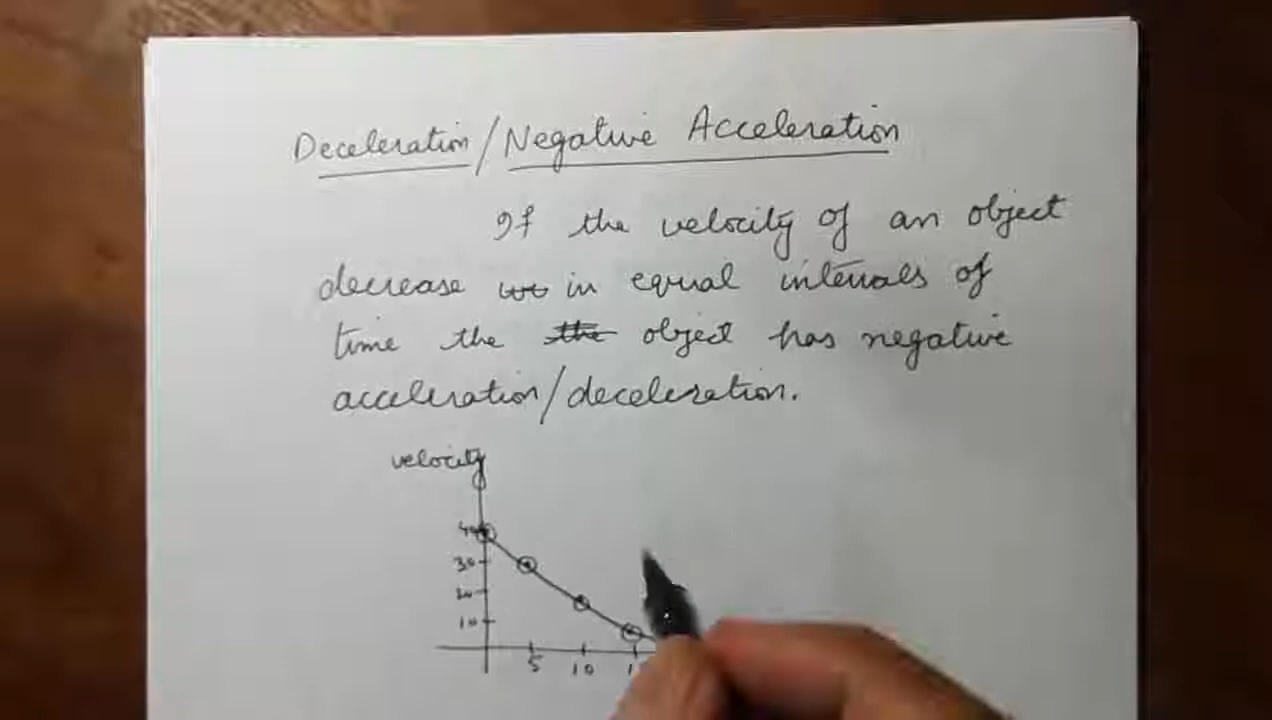 Deceleration/Negative Acceleration
If the velocity of an object
decrease in equal intervals of
time the the object has negative
acceleration/deceleration.
velocity
40
30
20
10
5 10